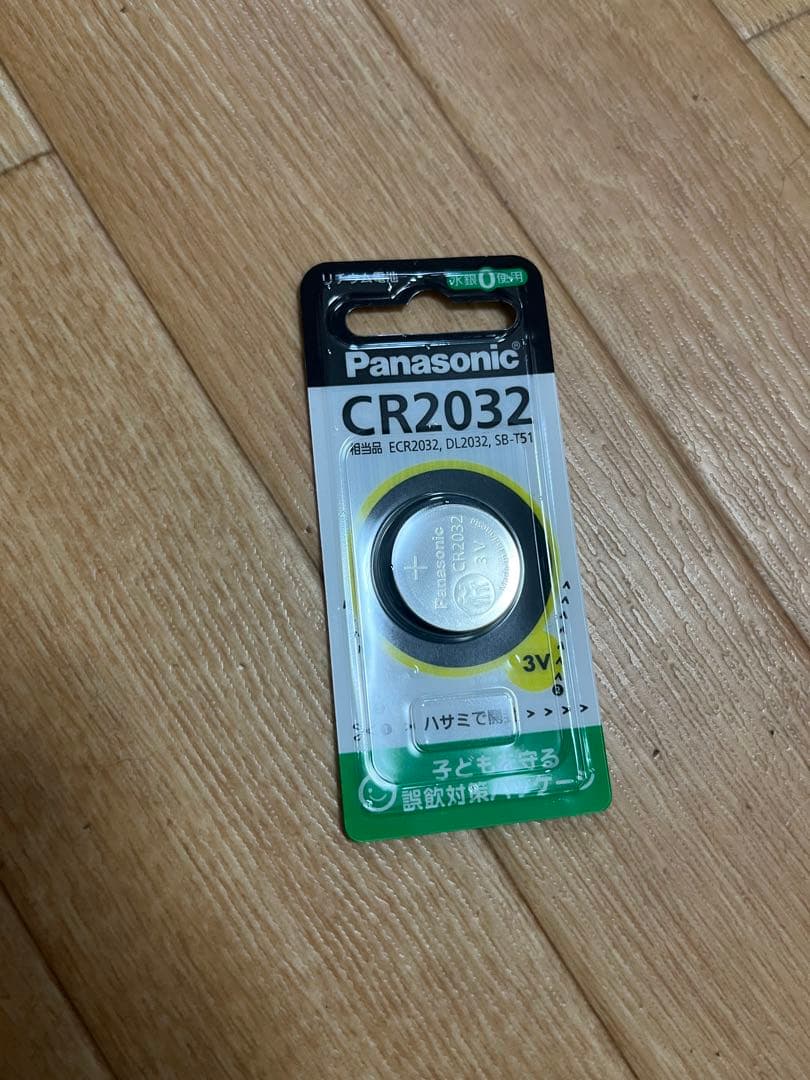 リチウム電池
水銀0使用
Panasonic®
CR2032
相当品 ECR2032, DL2032, SB-T51
Panasonic
CR2032
3V
+
3V
ハサミで開封
子どもを守る
誤飲対策パッケージ